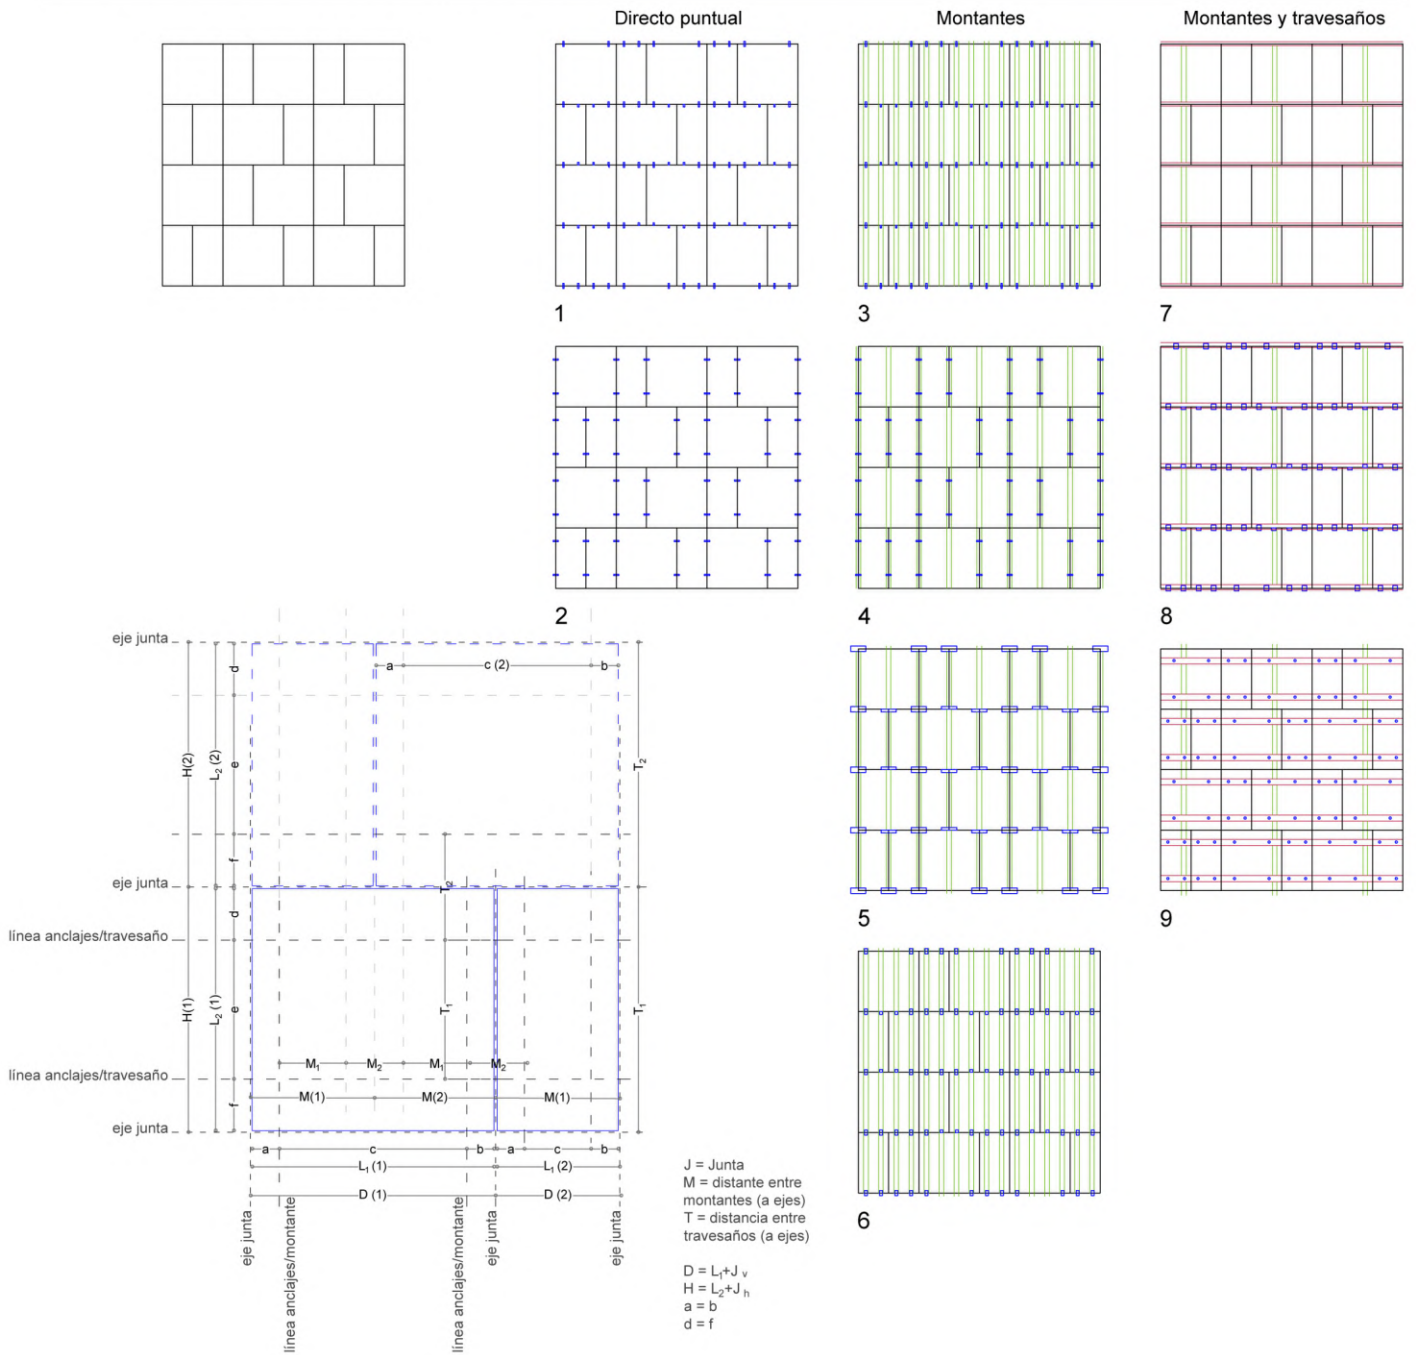 Directo puntual
Montantes
Montantes y travesaños
1
3
7
2
4
8
5
9
6
eje junta
a
c (2)
b
d
e
f
H(2)
L₂ (2)
T₂
eje junta
T₂
d
línea anclajes/travesaño
H(1)
L₂ (1)
e
T₁
T₁
M₁
M₂
M₁
M₂
línea anclajes/travesaño
f
M(1)
M(2)
M(1)
eje junta
a
c
b
a
c
b
L₁ (1)
L₁ (2)
D (1)
D (2)
eje junta
línea anclajes/montante
línea anclajes/montante
eje junta
eje junta
J = Junta
M = distante entre
montantes (a ejes)
T = distancia entre
travesaños (a ejes)
D = L₁+J ᵥ
H = L₂+J ₕ
a = b
d = f